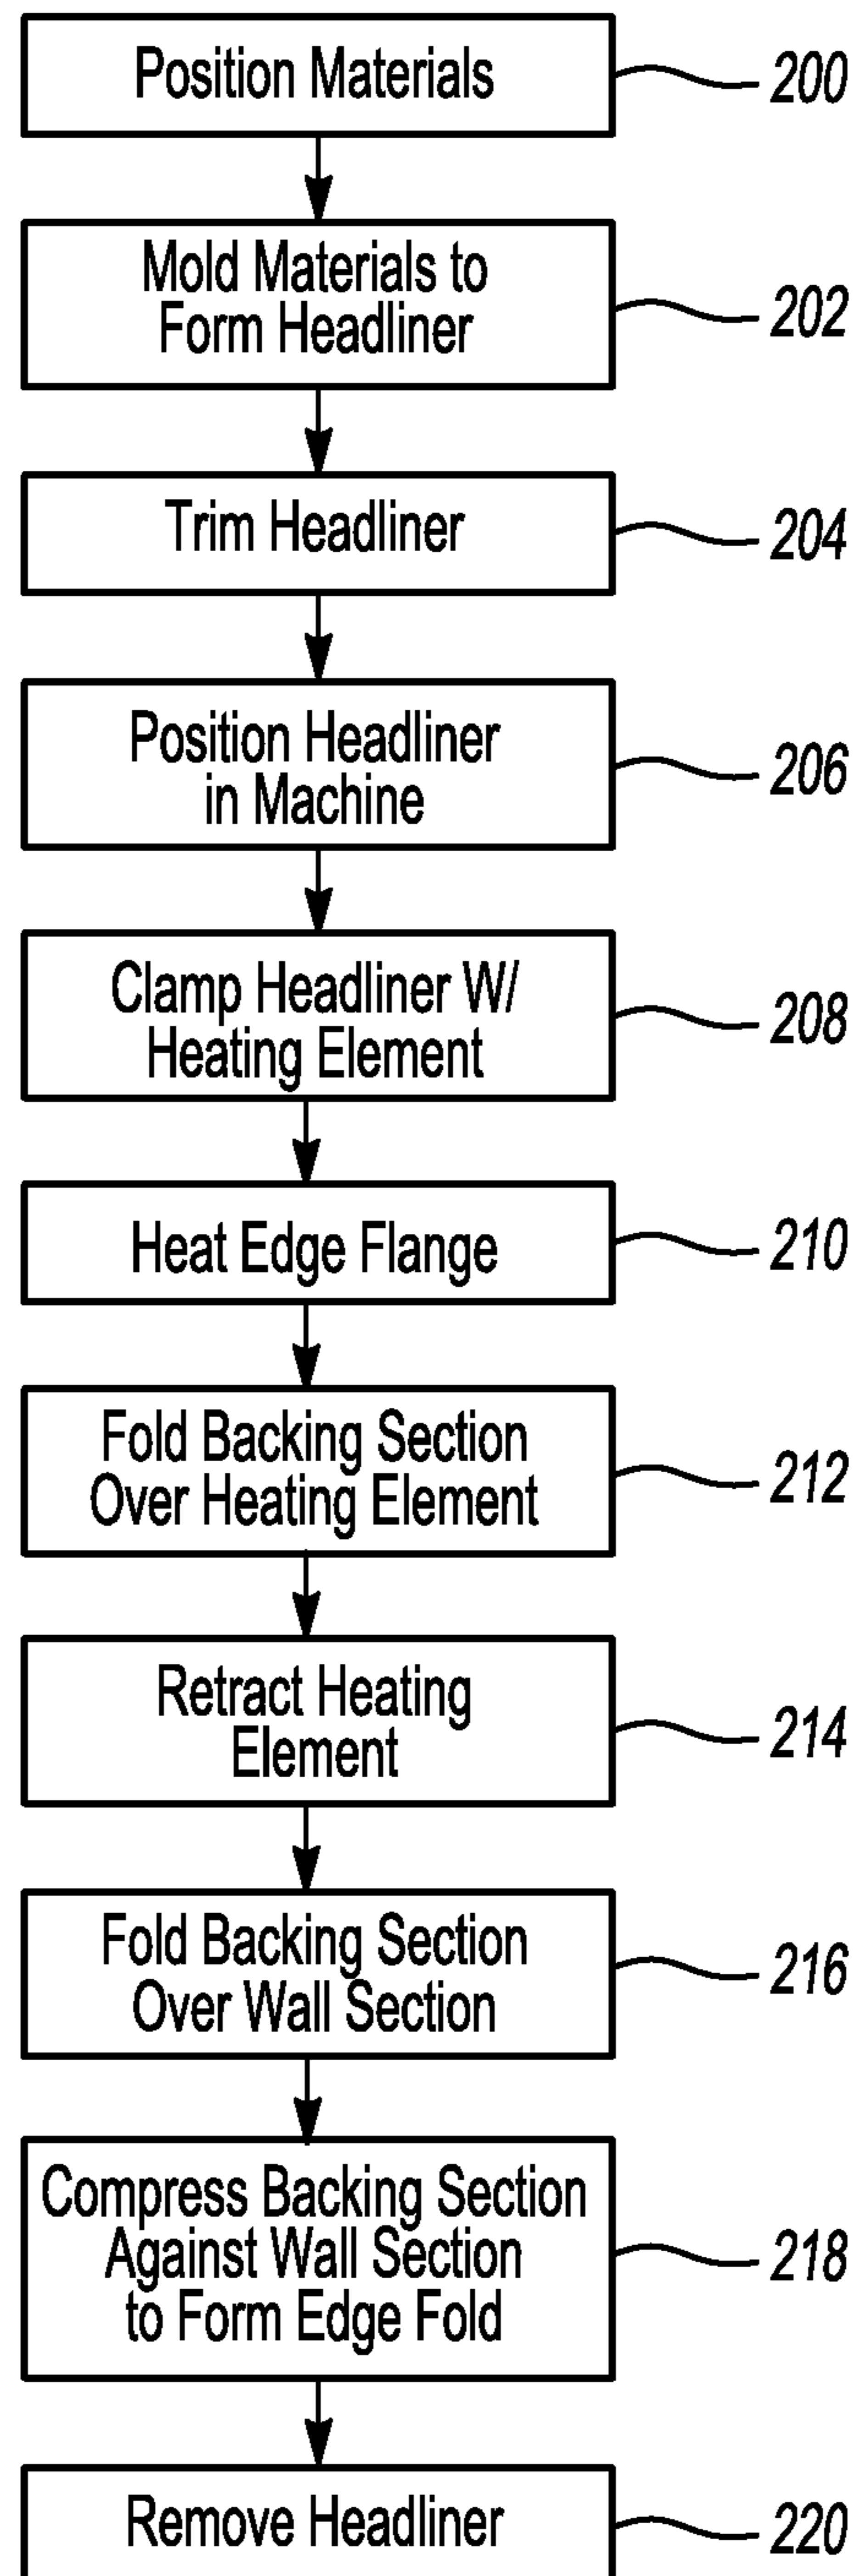 Position Materials
200
Mold Materials to
Form Headliner
202
Trim Headliner
204
Position Headliner
in Machine
206
Clamp Headliner W/
Heating Element
208
Heat Edge Flange
210
Fold Backing Section
Over Heating Element
212
Retract Heating
Element
214
Fold Backing Section
Over Wall Section
216
Compress Backing Section
Against Wall Section
to Form Edge Fold
218
Remove Headliner
220